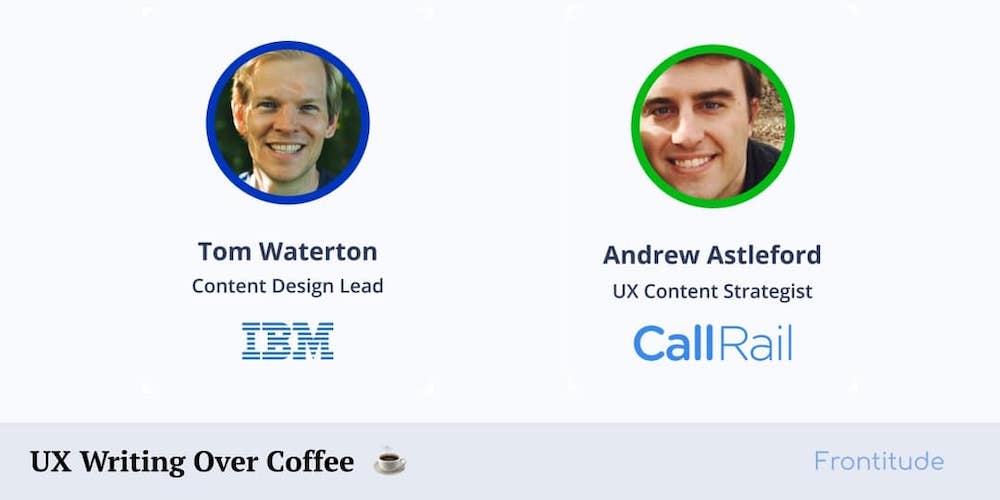 Tom Waterton
Content Design Lead
IBM
Andrew Astleford
UX Content Strategist
CallRail
UX Writing Over Coffee
Frontitude